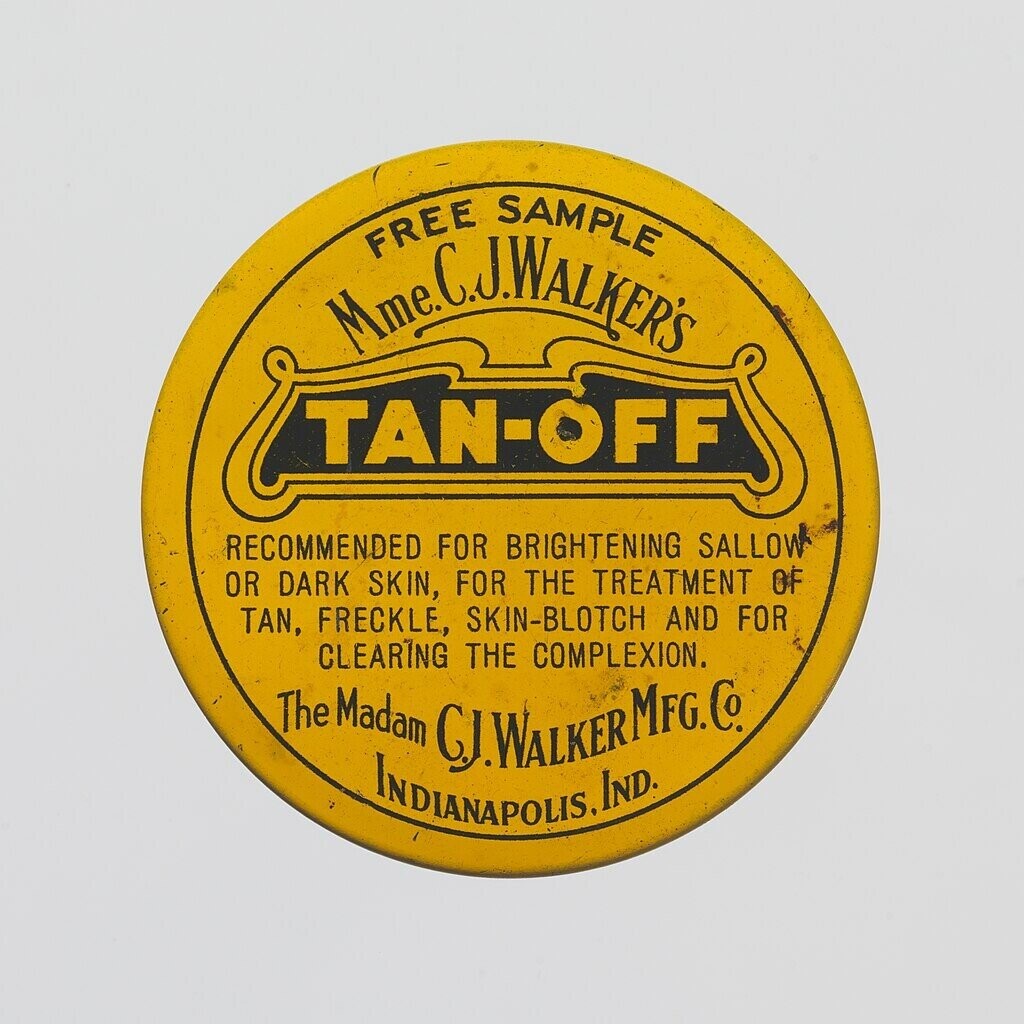 FREE SAMPLE
Mme. C.J. WALKER'S
TAN-OFF
RECOMMENDED FOR BRIGHTENING SALLOW
OR DARK SKIN, FOR THE TREATMENT OF
TAN, FRECKLE, SKIN-BLOTCH AND FOR
CLEARING THE COMPLEXION.
The Madam C.J. WALKER MFG. Co.
INDIANAPOLIS, IND.